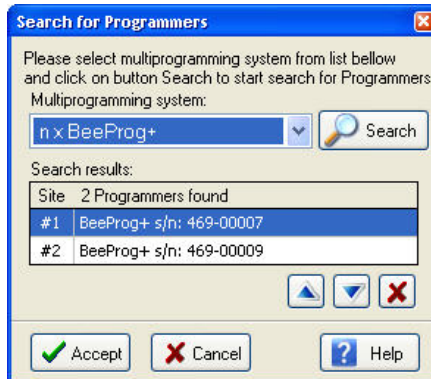 Search for Programmers
Please select multiprogramming system from list bellow
and click on button Search to start search for Programmers
Multiprogramming system:
n x BeeProg+
Search
Search results:
Site 2 Programmers found
#1 BeeProg+ s/n: 469-00007
#2 BeeProg+ s/n: 469-00009
Accept
Cancel
? Help